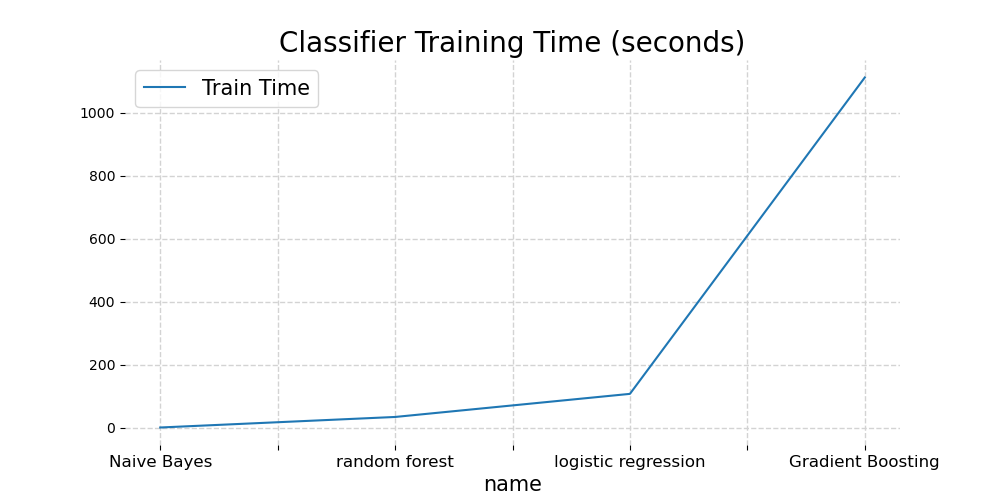 Classifier Training Time (seconds)
Train Time
1000
800
600
400
200
0
Naive Bayes random forest logistic regression Gradient Boosting
name